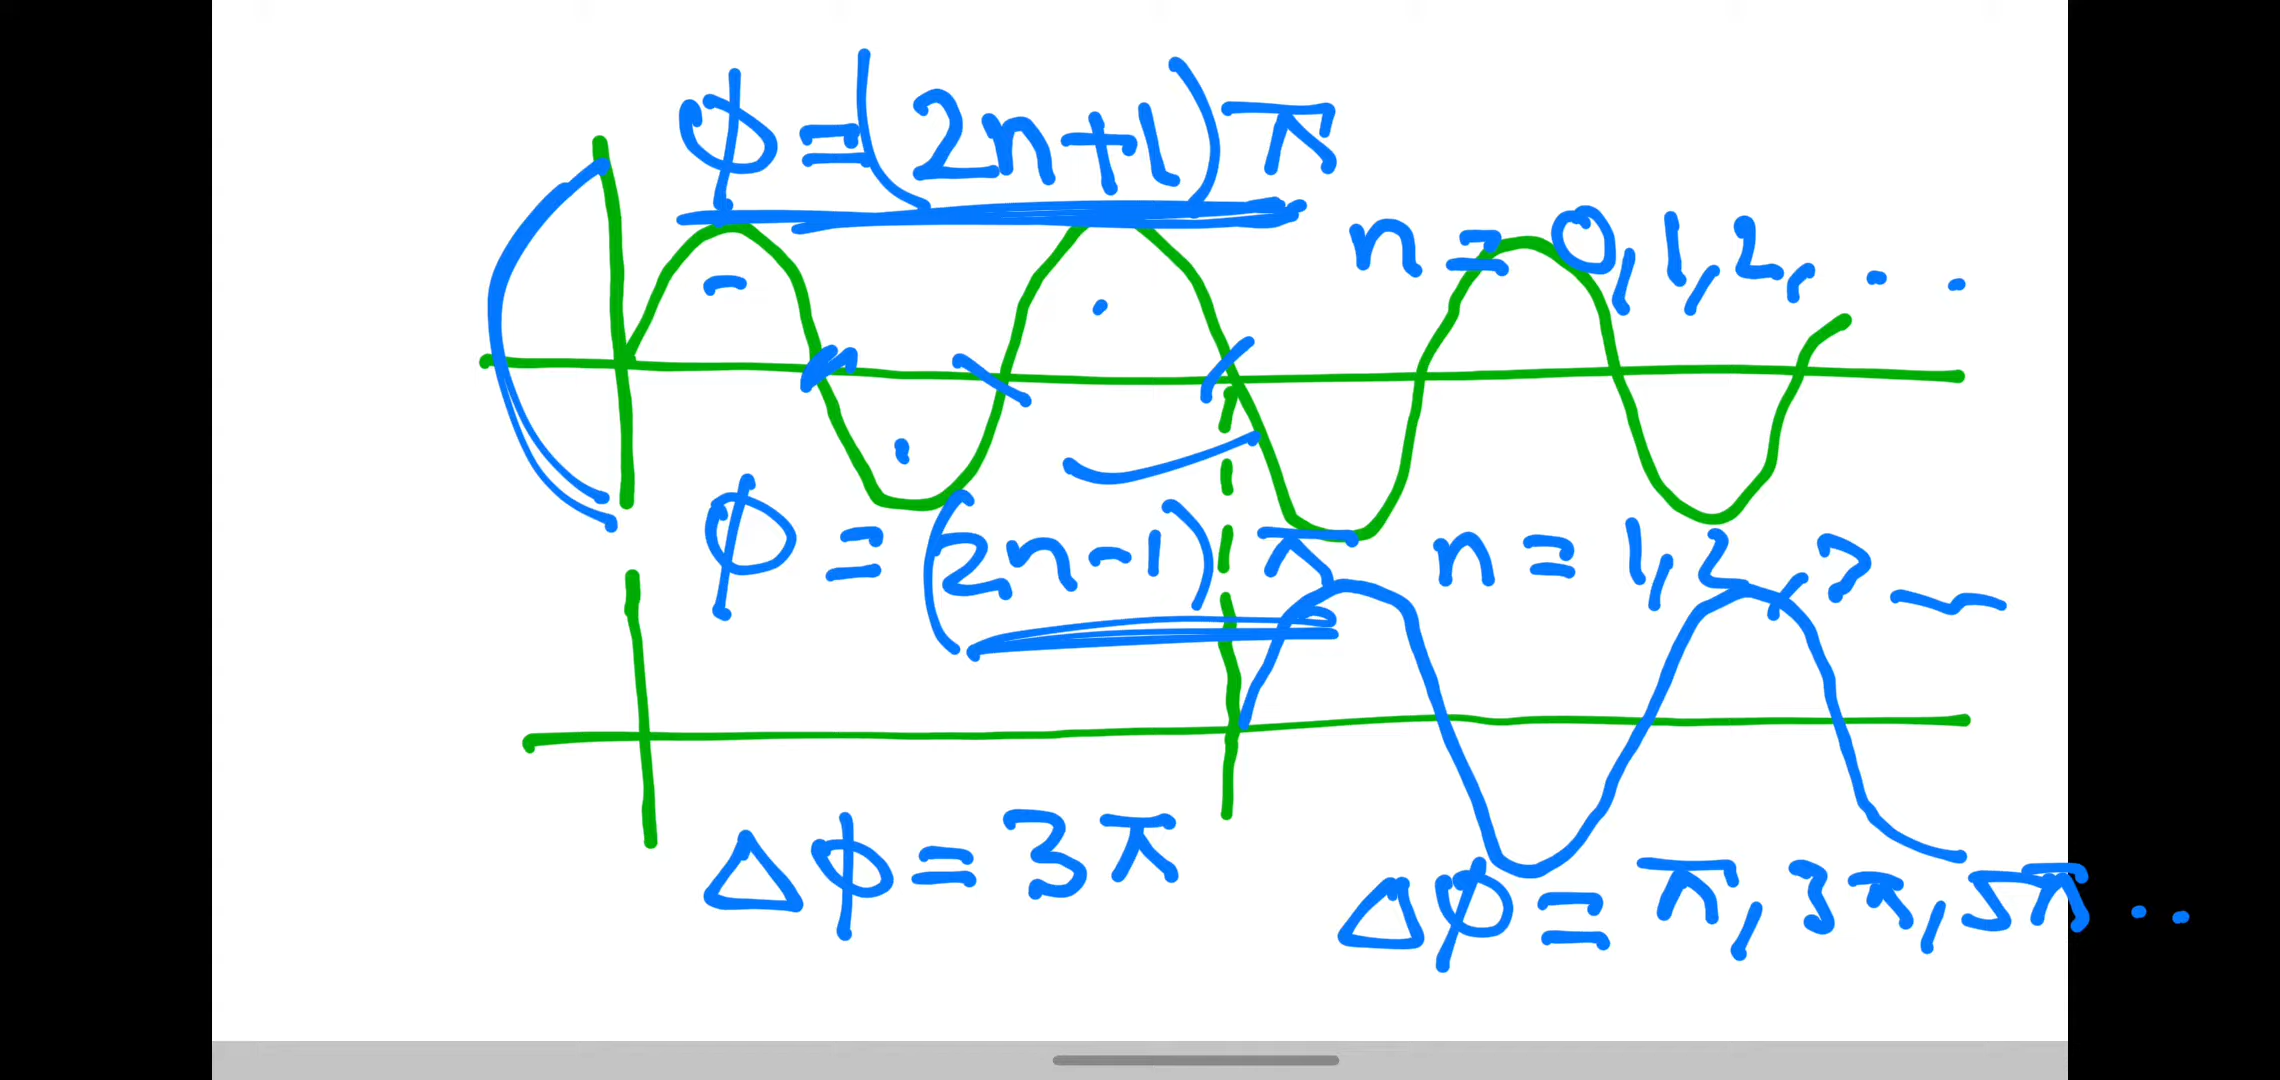 ϕ = (2n+1) π
n = 0, 1, 2, . .
ϕ = (2n-1) π n = 1, 2, 3
Δϕ = 3π
Δϕ = π, 3π, 5π ..